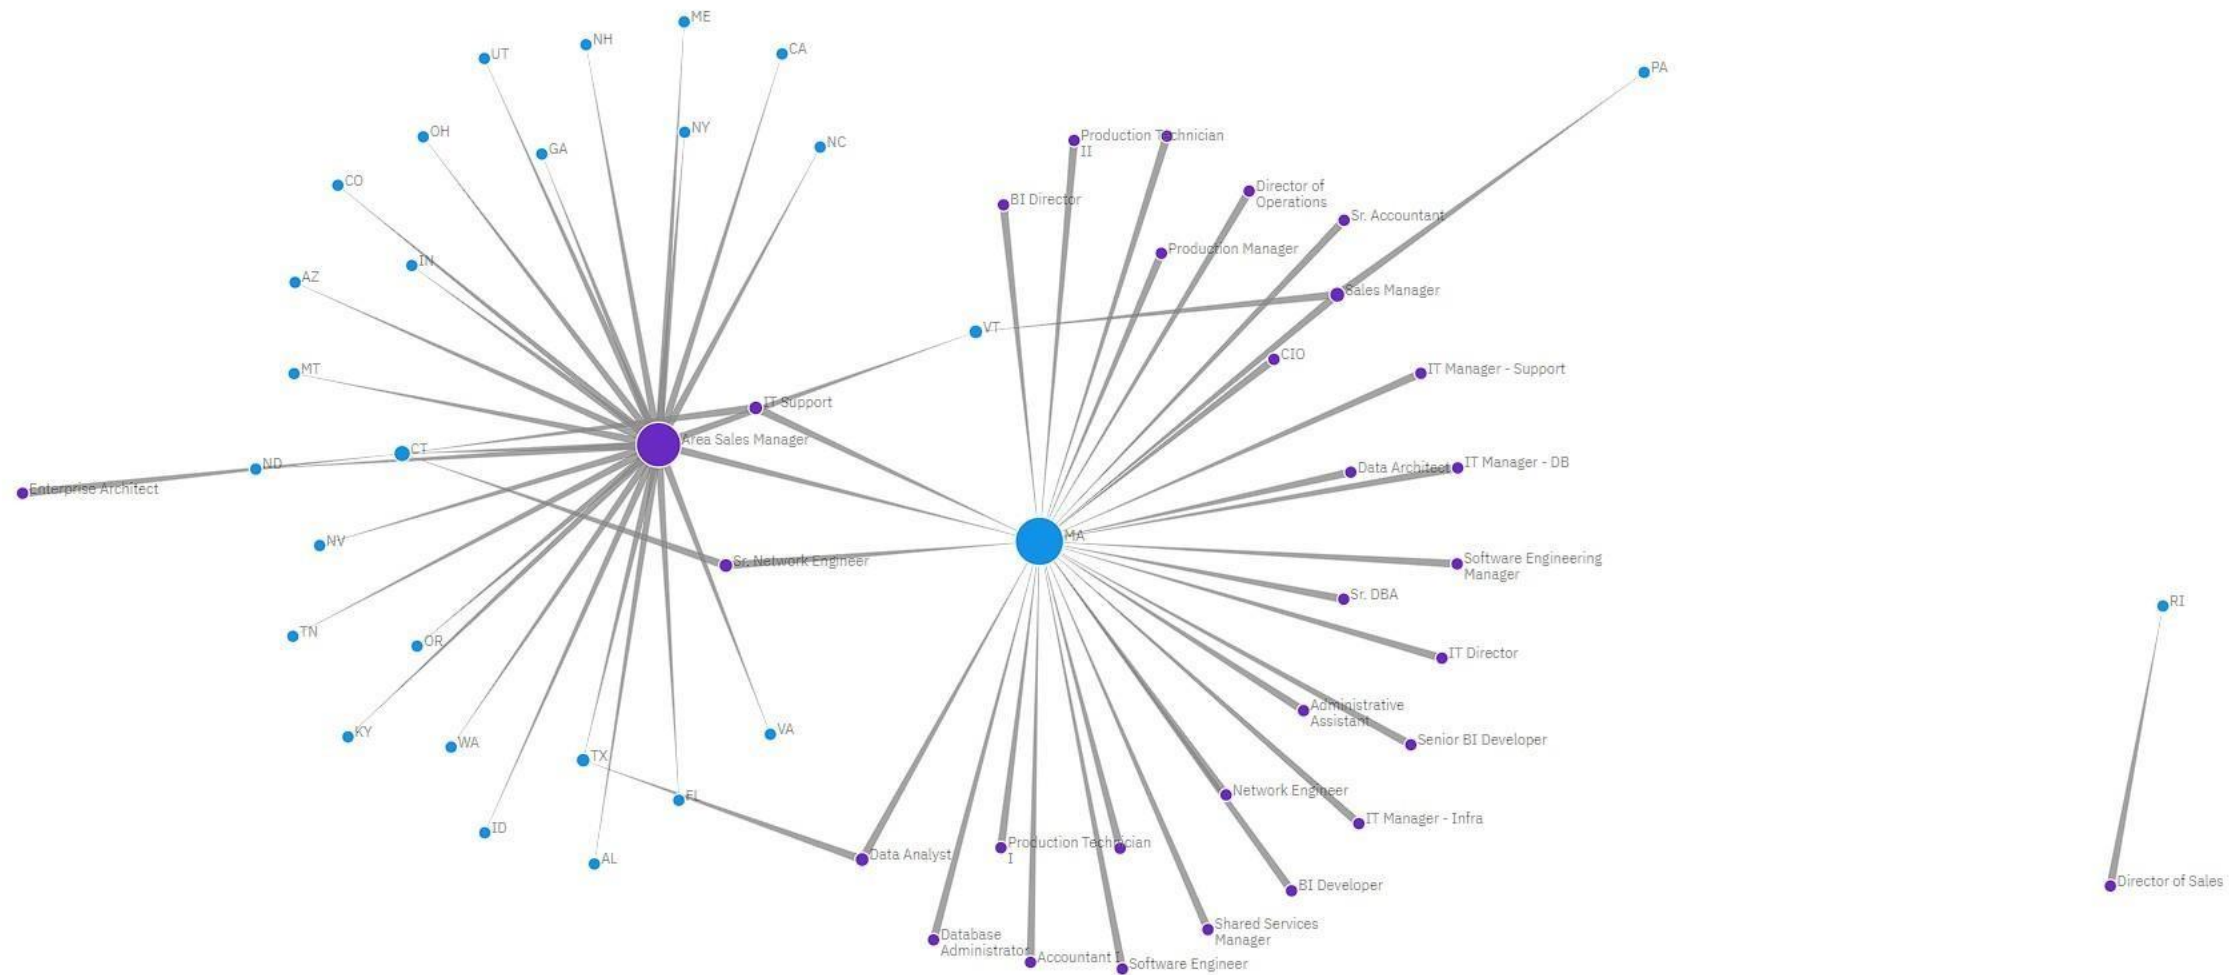 ME
NH
CA
UT
PA
NY
OH
Production Technician
II
NC
GA
CO
Director of
Operations
BI Director
Sr. Accountant
Production Manager
IN
AZ
Sales Manager
VT
CIO
MT
IT Manager - Support
IT Support
Area Sales Manager
CT
ND
Data Architect
IT Manager - DB
Enterprise Architect
MA
NV
Sr. Network Engineer
Software Engineering
Manager
Sr. DBA
RI
TN
OR
IT Director
Administrative
Assistant
KY
VA
WA
Senior BI Developer
TX
Network Engineer
FL
IT Manager - Infra
ID
Production Technician
I
AL
Data Analyst
Director of Sales
BI Developer
Shared Services
Manager
Database
Administrator
Accountant I
Software Engineer